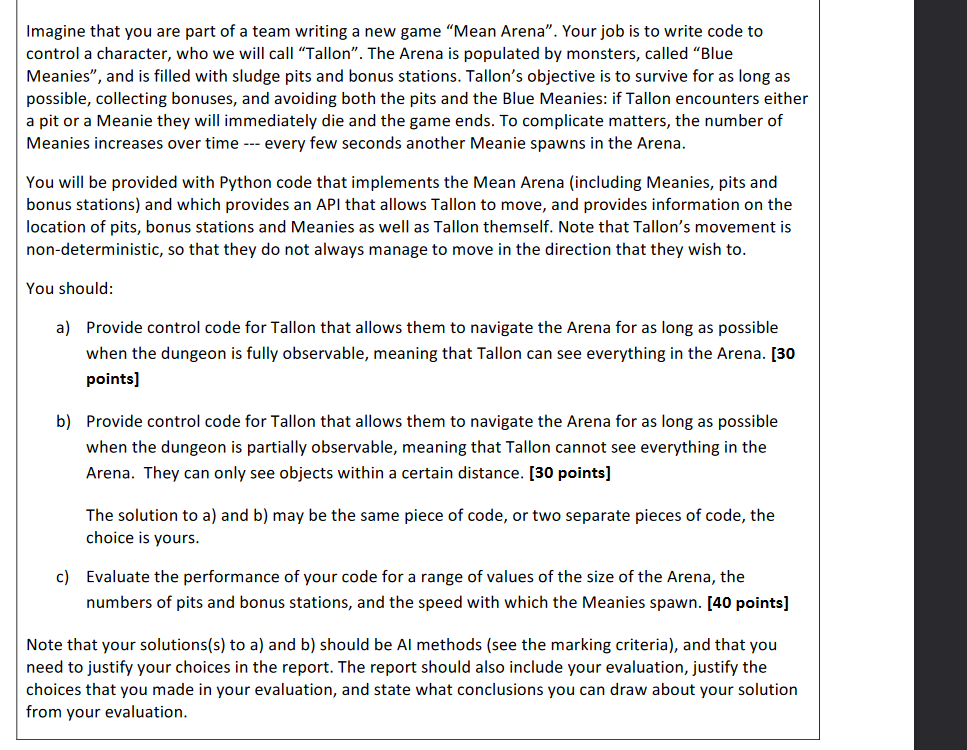 Imagine that you are part of a team writing a new game “Mean Arena”. Your job is to write code to
control a character, who we will call “Tallon”. The Arena is populated by monsters, called “Blue
Meanies”, and is filled with sludge pits and bonus stations. Tallon’s objective is to survive for as long as
possible, collecting bonuses, and avoiding both the pits and the Blue Meanies: if Tallon encounters either
a pit or a Meanie they will immediately die and the game ends. To complicate matters, the number of
Meanies increases over time --- every few seconds another Meanie spawns in the Arena.
You will be provided with Python code that implements the Mean Arena (including Meanies, pits and
bonus stations) and which provides an API that allows Tallon to move, and provides information on the
location of pits, bonus stations and Meanies as well as Tallon themself. Note that Tallon’s movement is
non-deterministic, so that they do not always manage to move in the direction that they wish to.
You should:
a) Provide control code for Tallon that allows them to navigate the Arena for as long as possible
when the dungeon is fully observable, meaning that Tallon can see everything in the Arena. [30
points]
b) Provide control code for Tallon that allows them to navigate the Arena for as long as possible
when the dungeon is partially observable, meaning that Tallon cannot see everything in the
Arena. They can only see objects within a certain distance. [30 points]
The solution to a) and b) may be the same piece of code, or two separate pieces of code, the
choice is yours.
c) Evaluate the performance of your code for a range of values of the size of the Arena, the
numbers of pits and bonus stations, and the speed with which the Meanies spawn. [40 points]
Note that your solutions(s) to a) and b) should be AI methods (see the marking criteria), and that you
need to justify your choices in the report. The report should also include your evaluation, justify the
choices that you made in your evaluation, and state what conclusions you can draw about your solution
from your evaluation.